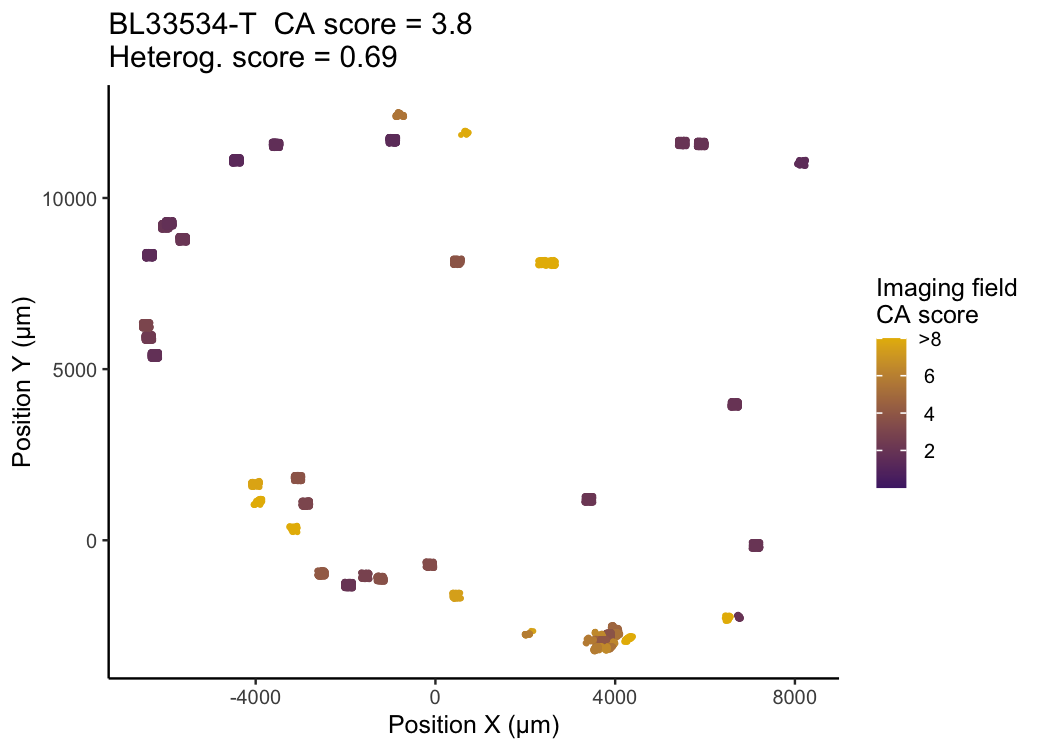 BL33534-T  CA score = 3.8
Heterog. score = 0.69
10000
5000
0
Position Y (μm)
-4000
0
4000
8000
Position X (μm)
Imaging field
CA score
>8
6
4
2